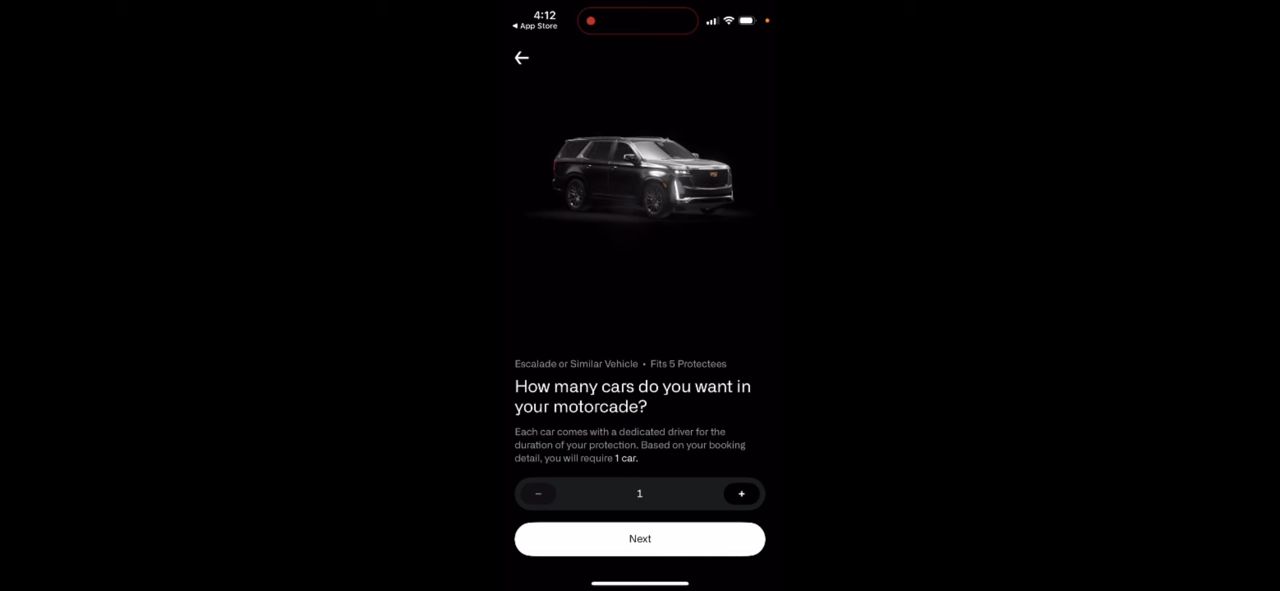 4:12
◀ App Store
Escalade or Similar Vehicle • Fits 5 Protectees
How many cars do you want in
your motorcade?
Each car comes with a dedicated driver for the
duration of your protection. Based on your booking
detail, you will require 1 car.
− 1 +
Next